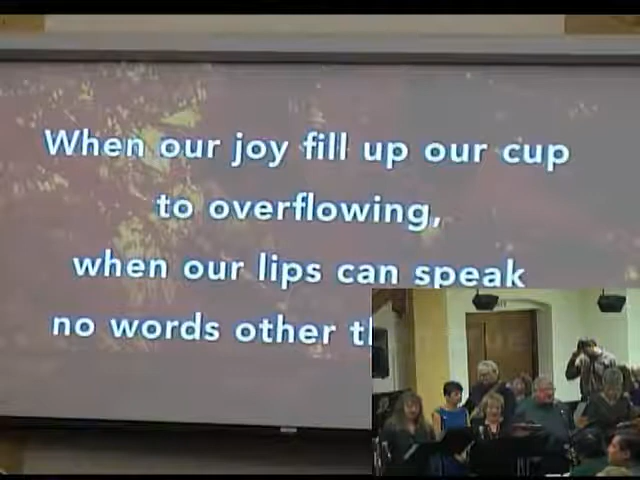 When our joy fill up our cup
to overflowing,
when our lips can speak
no words other